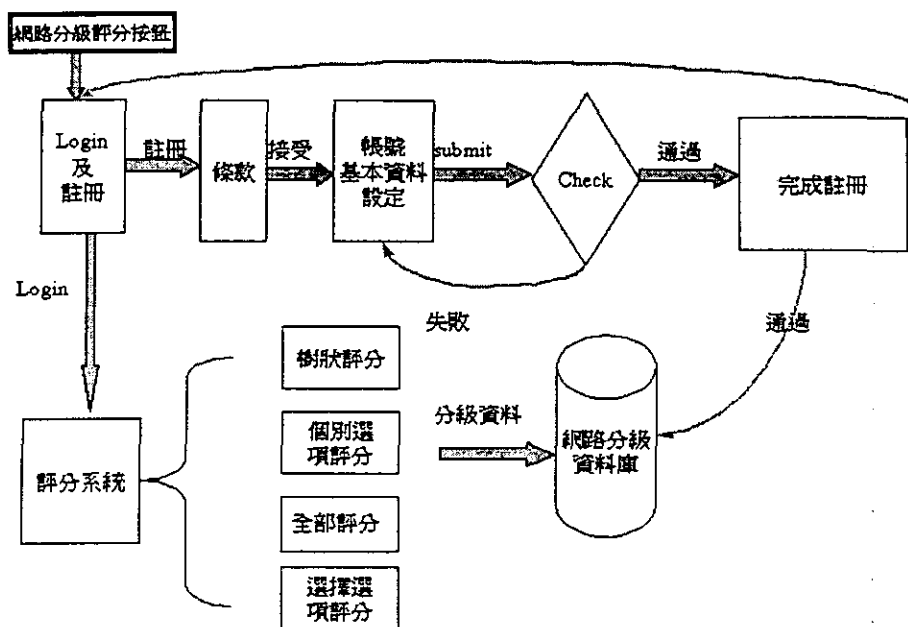 網路分級評分按鈕
Login
及
註冊
註冊
條款
接受
帳號
基本資料
設定
submit
Check
通過
完成註冊
Login
失敗
通過
樹狀評分
個別選
項評分
全部評分
選擇選
項評分
評分系統
分級資料
網路分級
資料庫